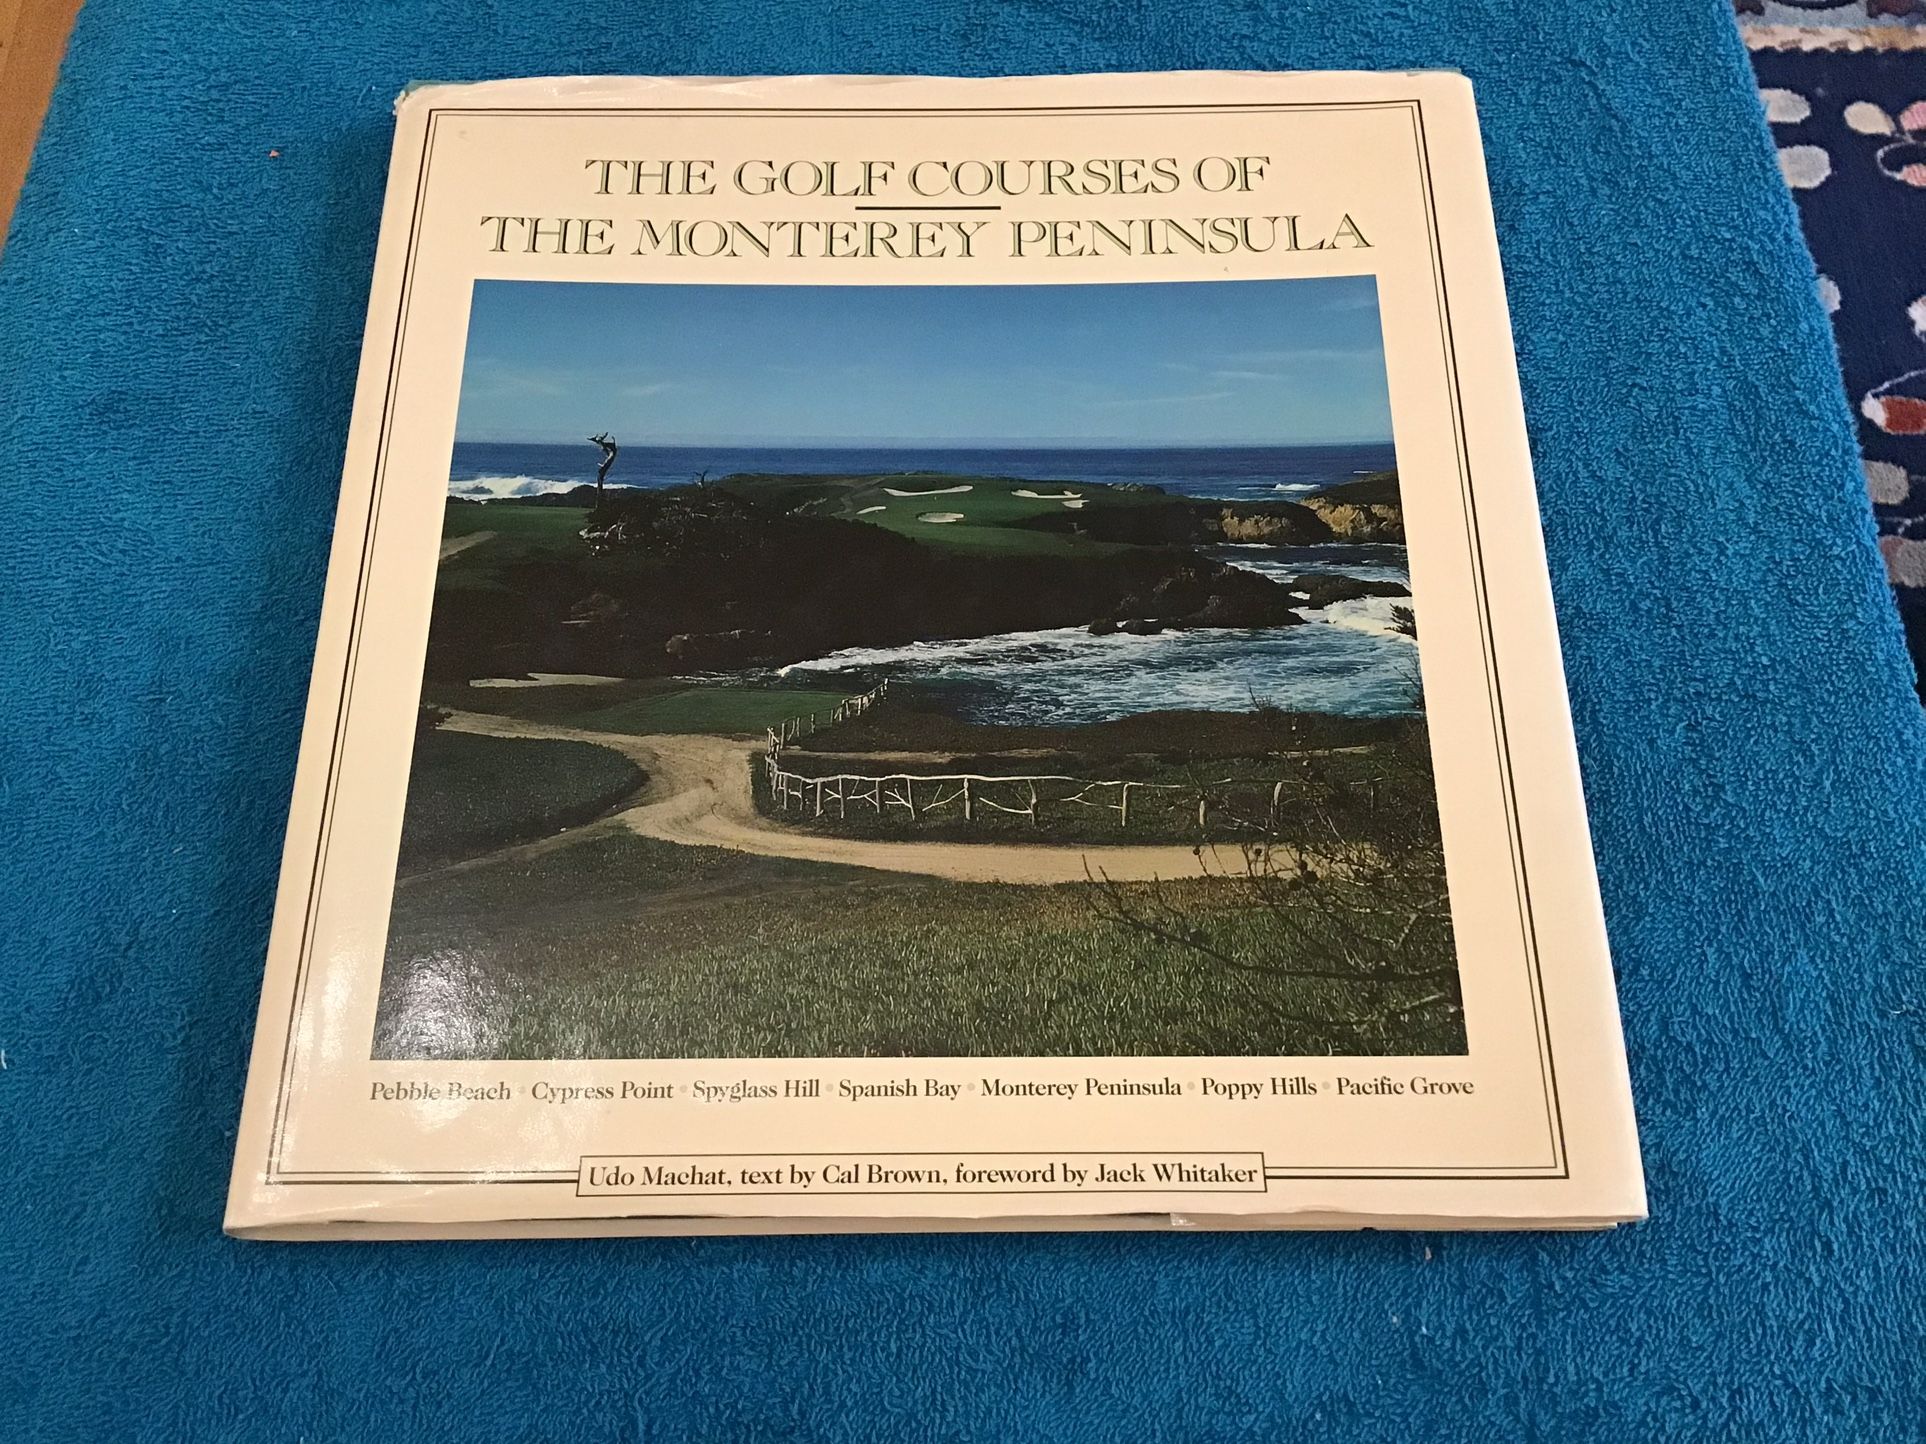 THE GOLF COURSES OF
THE MONTEREY PENINSULA
Pebble Beach • Cypress Point • Spyglass Hill • Spanish Bay • Monterey Peninsula • Poppy Hills • Pacific Grove
Udo Machat, text by Cal Brown, foreword by Jack Whitaker